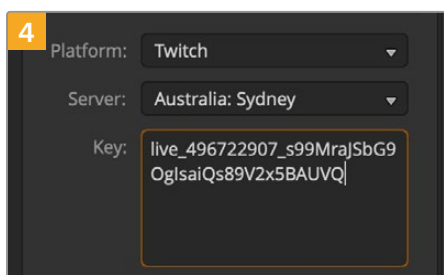 4
Platform: Twitch
Server: Australia: Sydney
Key: live_496722907_s99MraJSbG9
OgIsaiQs89V2x5BAUVQ